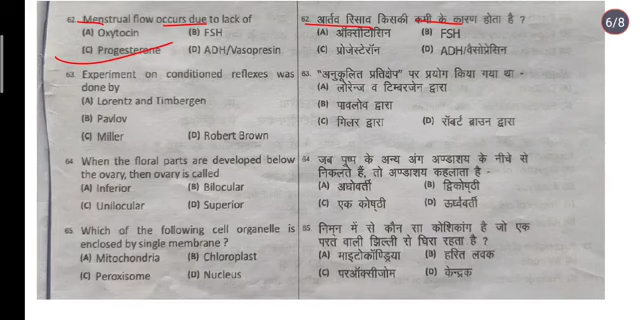 6/8
62. Menstrual flow occurs due to lack of
(A) Oxytocin (B) FSH
(C) Progesterone (D) ADH/Vasopresin
63. Experiment on conditioned reflexes was
done by
(A) Lorentz and Timbergen
(B) Pavlov
(C) Miller (D) Robert Brown
64 When the floral parts are developed below
the ovary, then ovary is called
(A) Inferior (B) Bilocular
(C) Unilocular (D) Superior
65 Which of the following cell organelle is
enclosed by single membrane ?
(A) Mitochondria (B) Chloroplast
(C) Peroxisome (D) Nucleus
62. आर्तव रिसाव किसकी कमी के कारण होता है ?
(A) ऑक्सीटोसिन (B) FSH
(C) प्रोजेस्टेरॉन (D) ADH/वैसोप्रेसिन
63. "अनुकूलित प्रतिक्षेप" पर प्रयोग किया गया था -
(A) लोरेन्ज व टिम्बरजेन द्वारा
(B) पावलोव द्वारा
(C) मिलर द्वारा (D) रॉबर्ट ब्राउन द्वारा
64 जब पुष्प के अन्य अंग अण्डाशय के नीचे से
निकलते हैं, तो अण्डाशय कहलाता है -
(A) अधोवर्ती (B) द्विकोष्ठी
(C) एक कोष्ठी (D) ऊर्ध्ववर्ती
65. निम्न में से कौन सा कोशिकांग है जो एक
परत वाली झिल्ली से घिरा रहता है ?
(A) माइटोकॉण्ड्रिया (B) हरित लवक
(C) परऑक्सीजोम (D) केन्द्रक